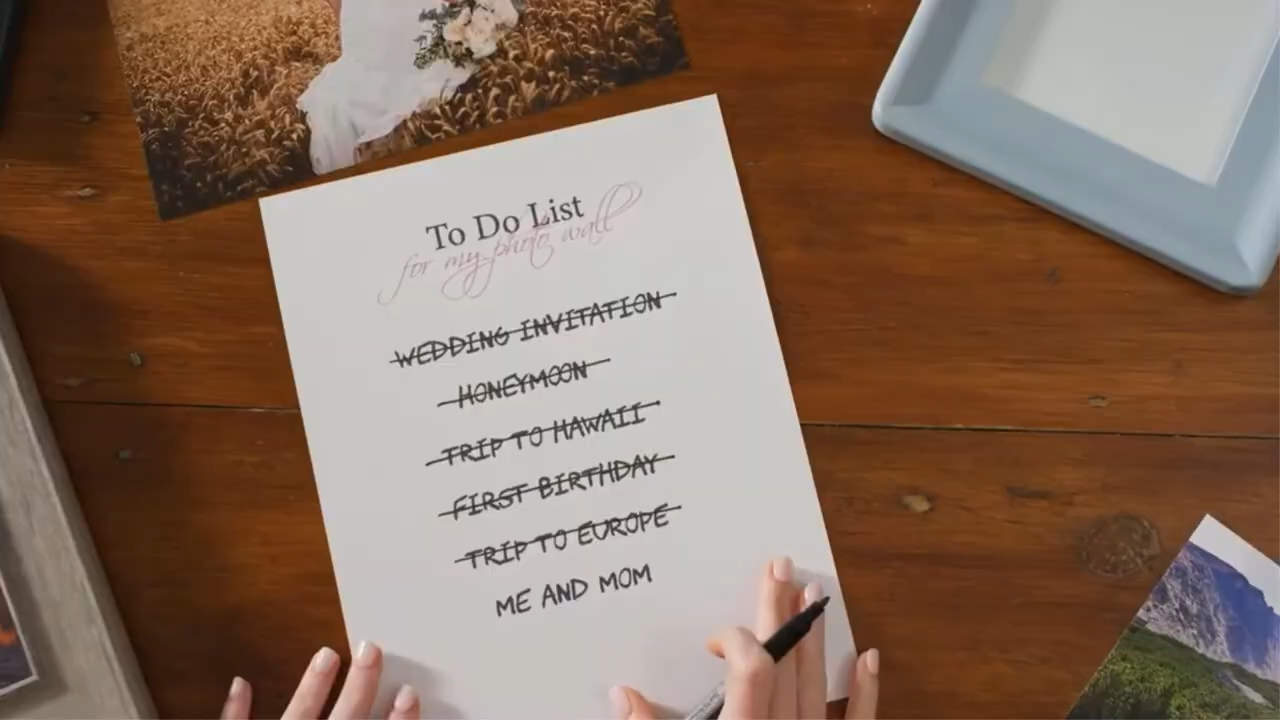 To Do List
for my photo wall
WEDDING INVITATION
HONEYMOON
TRIP TO HAWAII
FIRST BIRTHDAY
TRIP TO EUROPE
ME AND MOM